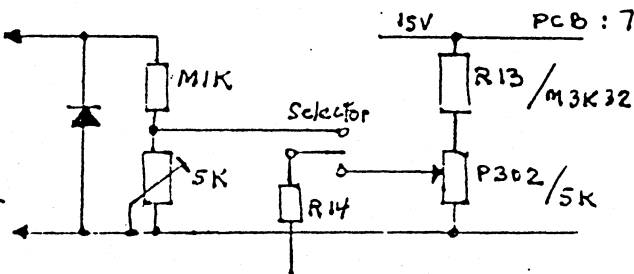 15V PCB : 7
M1K
R13/M3K32
Selector
5K
P302/5K
R14